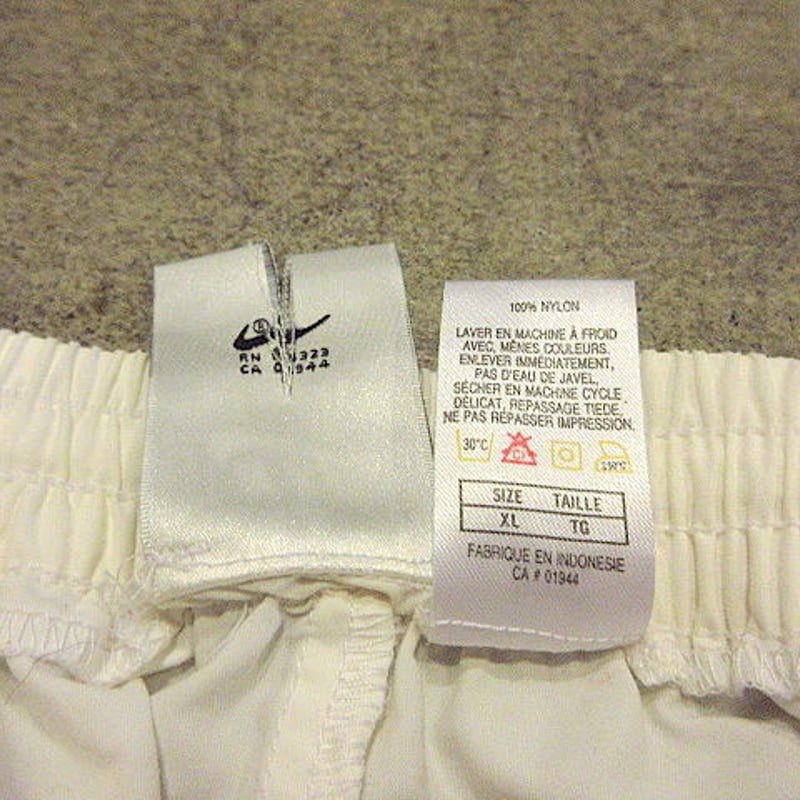 RN 323
CA 01944
100% NYLON
LAVER EN MACHINE À FROID
AVEC, MÊNES COULEURS.
ENLEVER IMMÉDIATEMENT,
PAS D'EAU DE JAVEL,
SÉCHER EN MACHINE CYCLE
DÉLICAT, REPASSAGE TIEDE.
NE PAS REPASSER IMPRESSION.
30°C Cl
SIZE TAILLE
XL TG
FABRIQUE EN INDONESIE
CA # 01944